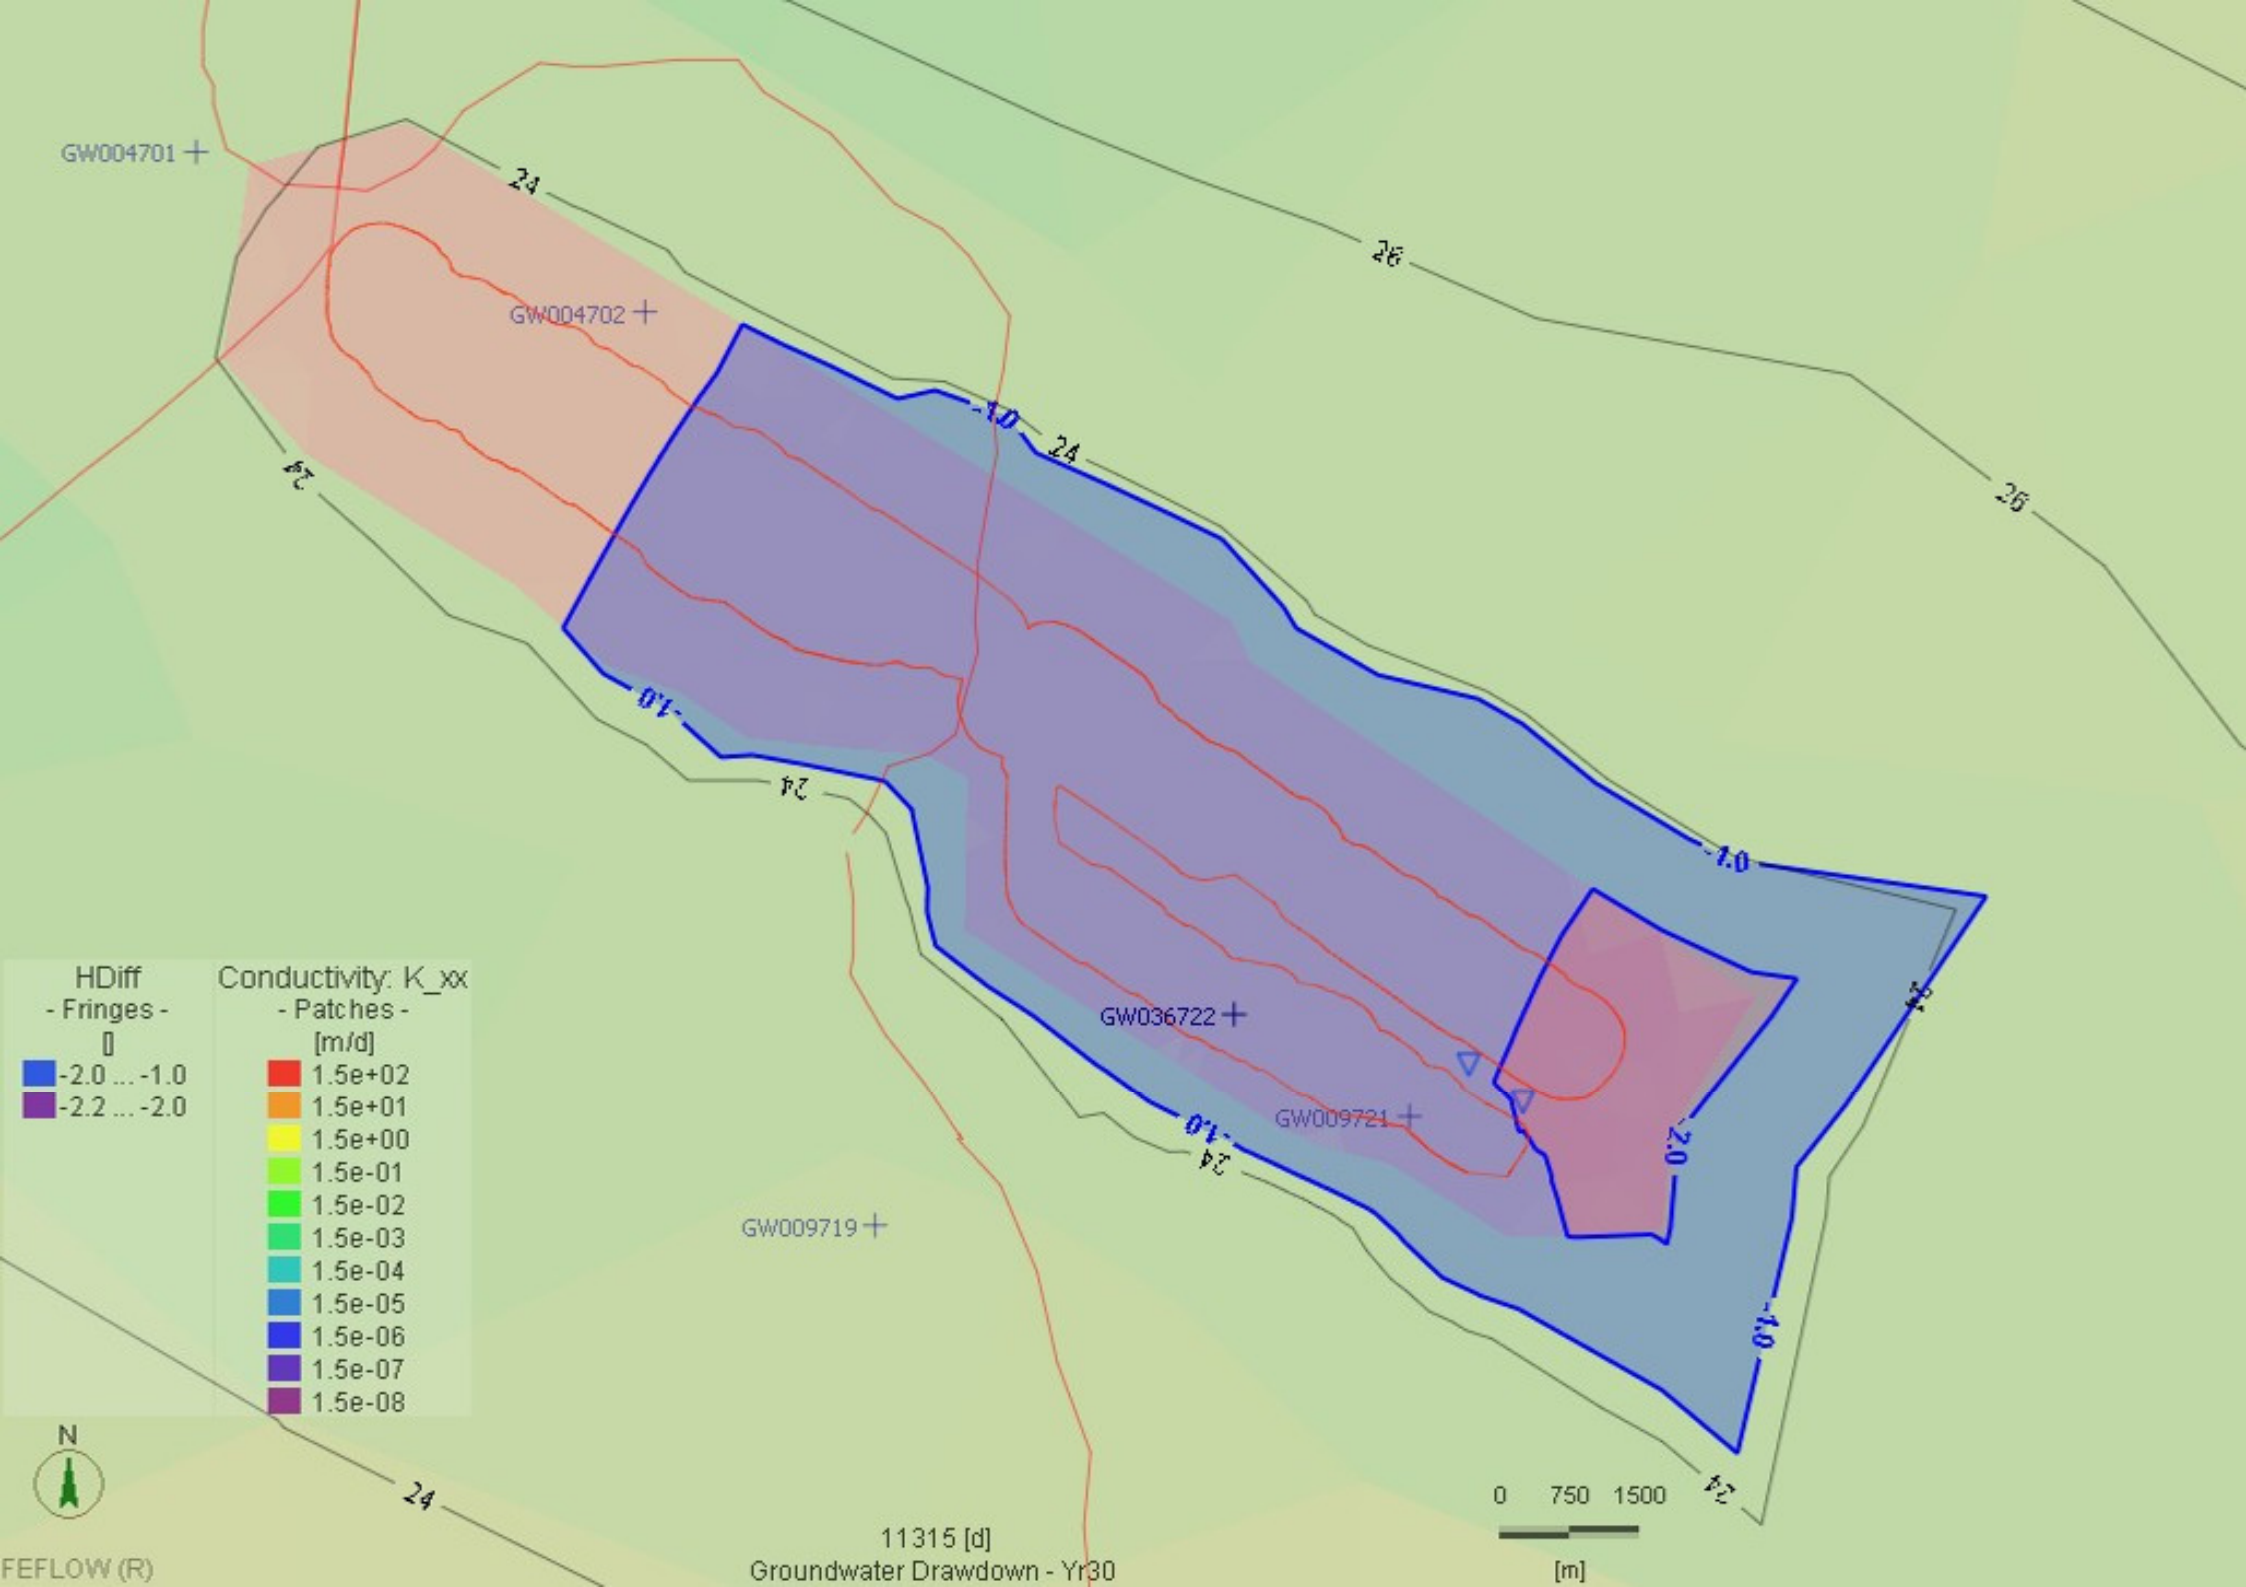 GW004701
24
26
GW004702
-1.0
24
24
26
-1.0
24
-1.0
24
GW036722
GW009721
-1.0
24
-2.0
GW009719
-1.0
24
24
HDiff
- Fringes -
[]
-2.0 ... -1.0
-2.2 ... -2.0
Conductivity: K_xx
- Patches -
[m/d]
1.5e+02
1.5e+01
1.5e+00
1.5e-01
1.5e-02
1.5e-03
1.5e-04
1.5e-05
1.5e-06
1.5e-07
1.5e-08
N
FEFLOW (R)
11315 [d]
Groundwater Drawdown - Yr30
0 750 1500
[m]